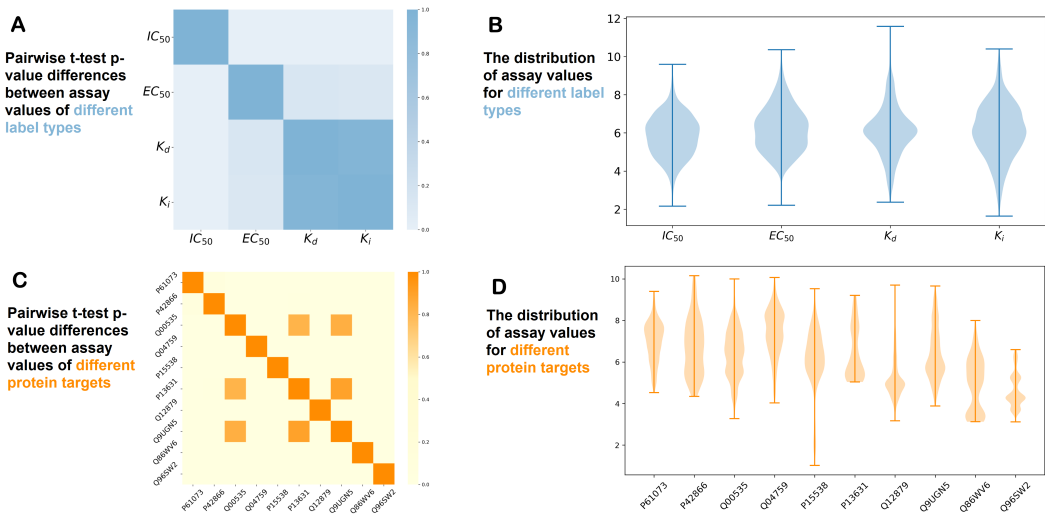 A
Pairwise t-test p-
value differences
between assay
values of different
label types
IC50
EC50
Kd
Ki
IC50 EC50 Kd Ki
1.0
0.8
0.6
0.4
0.2
0.0
B
The distribution
of assay values
for different label
types
12
10
8
6
4
2
IC50 EC50 Kd Ki
C
Pairwise t-test p-
value differences
between assay
values of different
protein targets
P61073
P42866
Q00535
Q04759
P15538
P13631
Q12879
Q9UGN5
Q86WV6
Q96SW2
P61073 P42866 Q00535 Q04759 P15538 P13631 Q12879 Q9UGN5 Q86WV6 Q96SW2
1.0
0.8
0.6
0.4
0.2
0.0
D
The distribution
of assay values
for different
protein targets
10
8
6
4
2
P61073 P42866 Q00535 Q04759 P15538 P13631 Q12879 Q9UGN5 Q86WV6 Q96SW2